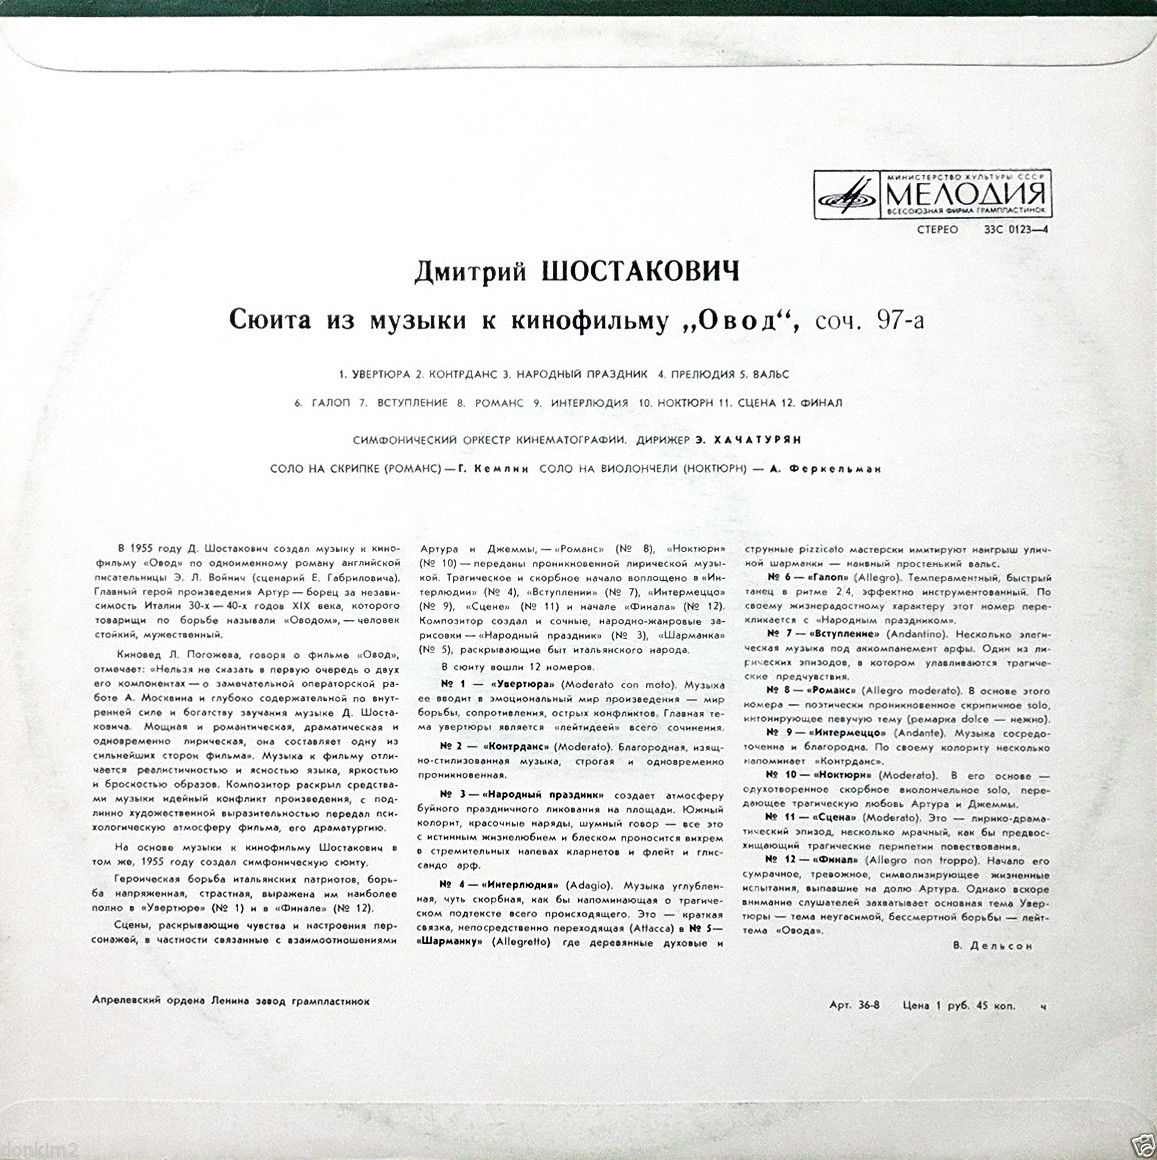 МИНИСТЕРСТВО КУЛЬТУРЫ СССР
МЕЛОДИЯ
ВСЕСОЮЗНАЯ ФИРМА ГРАМПЛАСТИНОК
СТЕРЕО 33С 0123—4
Дмитрий ШОСТАКОВИЧ
Сюита из музыки к кинофильму „Овод“, соч. 97-а
1. УВЕРТЮРА 2. КОНТРДАНС 3. НАРОДНЫЙ ПРАЗДНИК 4. ПРЕЛЮДИЯ 5. ВАЛЬС
6. ГАЛОП 7. ВСТУПЛЕНИЕ 8. РОМАНС 9. ИНТЕРЛЮДИЯ 10. НОКТЮРН 11. СЦЕНА 12. ФИНАЛ
СИМФОНИЧЕСКИЙ ОРКЕСТР КИНЕМАТОГРАФИИ. ДИРИЖЕР Э. ХАЧАТУРЯН
СОЛО НА СКРИПКЕ (РОМАНС) — Г. Кемлин СОЛО НА ВИОЛОНЧЕЛИ (НОКТЮРН) — А. Феркельман
В 1955 году Д. Шостакович создал музыку к кино-
фильму «Овод» по одноименному роману английской
писательницы Э. Л. Войнич (сценарий Е. Габриловича).
Главный герой произведения Артур — борец за незави-
симость Италии 30-х — 40-х годов XIX века, которого
товарищи по борьбе называли «Оводом», — человек
стойкий, мужественный.
Киновед Л. Погожева, говоря о фильме «Овод»,
отмечает: «Нельзя не сказать в первую очередь о двух
его компонентах — о замечательной операторской ра-
боте А. Москвина и глубоко содержательной по внут-
ренней силе и богатству звучания музыке Д. Шоста-
ковича. Мощная и романтическая, драматическая и
одновременно лирическая, она составляет одну из
сильнейших сторон фильма». Музыка к фильму отли-
чается реалистичностью и ясностью языка, яркостью
и броскостью образов. Композитор раскрыл средства-
ми музыки идейный конфликт произведения, с под-
линно художественной выразительностью передал пси-
хологическую атмосферу фильма, его драматургию.
На основе музыки к кинофильму Шостакович в
том же, 1955 году создал симфоническую сюиту.
Героическая борьба итальянских патриотов, борь-
ба напряженная, страстная, выражена им наиболее
полно в «Увертюре» (№ 1) и в «Финале» (№ 12).
Сцены, раскрывающие чувства и настроения пер-
сонажей, в частности связанные с взаимоотношениями
Артура и Джеммы, — «Романс» (№ 8), «Ноктюрн»
(№ 10) — переданы проникновенной лирической музы-
кой. Трагическое и скорбное начало воплощено в «Ин-
терлюдии» (№ 4), «Вступлении» (№ 7), «Интермеццо»
(№ 9), «Сцене» (№ 11) и начале «Финала» (№ 12).
Композитор создал и сочные, народно-жанровые за-
рисовки — «Народный праздник» (№ 3), «Шарманка»
(№ 5), раскрывающие быт итальянского народа.
В сюиту вошли 12 номеров.
№ 1 — «Увертюра» (Moderato con moto). Музыка
ее вводит в эмоциональный мир произведения — мир
борьбы, сопротивления, острых конфликтов. Главная те-
ма увертюры является «лейтидеей» всего сочинения.
№ 2 — «Контрданс» (Moderato). Благородная, изящ-
но-стилизованная музыка, строгая и одновременно
проникновенная.
№ 3 — «Народный праздник» создает атмосферу
буйного праздничного ликования на площади. Южный
колорит, красочные наряды, шумный говор — все это
с истинным жизнелюбием и блеском проносится вихрем
в стремительных напевах кларнетов и флейт и глис-
сандо арф.
№ 4 — «Интерлюдия» (Adagio). Музыка углублен-
ная, чуть скорбная, как бы напоминающая о трагиче-
ском подтексте всего происходящего. Это — краткая
связка, непосредственно переходящая (Attacca) в № 5—
«Шарманку» (Allegretto) где деревянные духовые и
струнные pizzicato мастерски имитируют наигрыш улич-
ной шарманки — наивный простенький вальс.
№ 6 — «Галоп» (Allegro). Темпераментный, быстрый
танец в ритме 2/4, эффектно инструментованный. По
своему жизнерадостному характеру этот номер пере-
кликается с «Народным праздником».
№ 7 — «Вступление» (Andantino). Несколько элеги-
ческая музыка под аккомпанемент арфы. Один из ли-
рических эпизодов, в котором улавливаются трагиче-
ские предчувствия.
№ 8 — «Романс» (Allegro moderato). В основе этого
номера — поэтически проникновенное скрипичное solo,
интонирующее певучую тему (ремарка dolce — нежно).
№ 9 — «Интермеццо» (Andante). Музыка сосредо-
точенна и благородна. По своему колориту несколько
напоминает «Контрданс».
№ 10 — «Ноктюрн» (Moderato). В его основе —
одухотворенное скорбное виолончельное solo, пере-
дающее трагическую любовь Артура и Джеммы.
№ 11 — «Сцена» (Moderato). Это — лирико-драма-
тический эпизод, несколько мрачный, как бы предвос-
хищающий трагические перипетии повествования.
№ 12 — «Финал» (Allegro non troppo). Начало его
сумрачное, тревожное, символизирующее жизненные
испытания, выпавшие на долю Артура. Однако вскоре
внимание слушателей захватывает основная тема Увер-
тюры — тема неугасимой, бессмертной борьбы — лейт-
тема «Овода».
В. Дельсон
Апрелевский ордена Ленина завод грампластинок
Арт. 36-8 Цена 1 руб. 45 коп. ч
donkim2